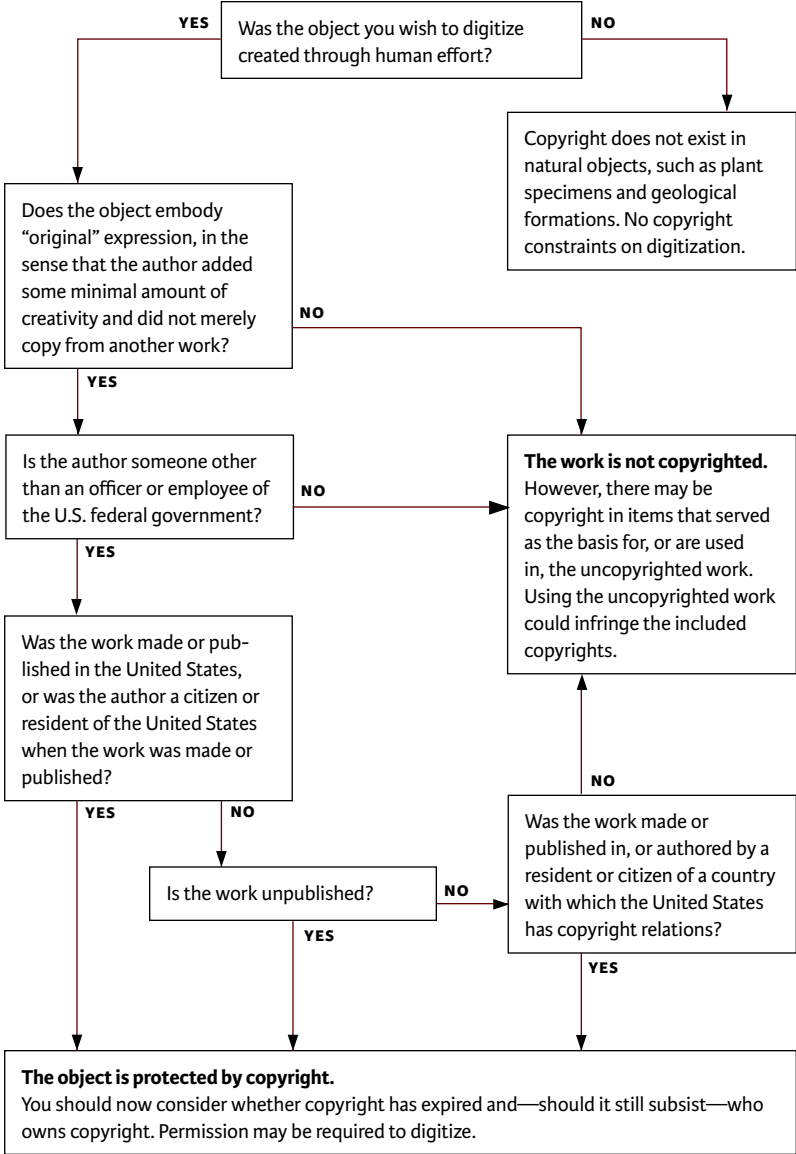 YES
Was the object you wish to digitize
created through human effort?
NO
Copyright does not exist in
natural objects, such as plant
specimens and geological
formations. No copyright
constraints on digitization.
Does the object embody
“original” expression, in the
sense that the author added
some minimal amount of
creativity and did not merely
copy from another work?
NO
YES
Is the author someone other
than an officer or employee of
the U.S. federal government?
NO
YES
The work is not copyrighted.
However, there may be
copyright in items that served
as the basis for, or are used
in, the uncopyrighted work.
Using the uncopyrighted work
could infringe the included
copyrights.
Was the work made or pub-
lished in the United States,
or was the author a citizen or
resident of the United States
when the work was made or
published?
YES
NO
Is the work unpublished?
NO
YES
NO
Was the work made or
published in, or authored by a
resident or citizen of a country
with which the United States
has copyright relations?
YES
The object is protected by copyright.
You should now consider whether copyright has expired and—should it still subsist—who
owns copyright. Permission may be required to digitize.